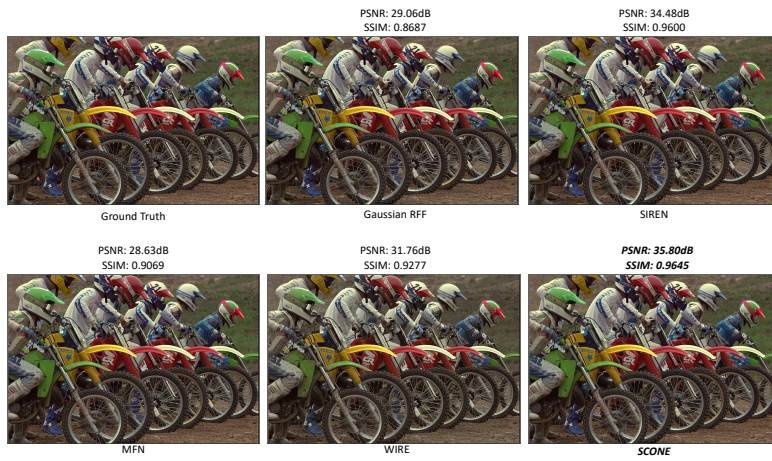 PSNR: 29.06dB
SSIM: 0.8687
PSNR: 34.48dB
SSIM: 0.9600
Ground Truth
Gaussian RFF
SIREN
PSNR: 28.63dB
SSIM: 0.9069
PSNR: 31.76dB
SSIM: 0.9277
PSNR: 35.80dB
SSIM: 0.9645
MFN
WIRE
SCONE